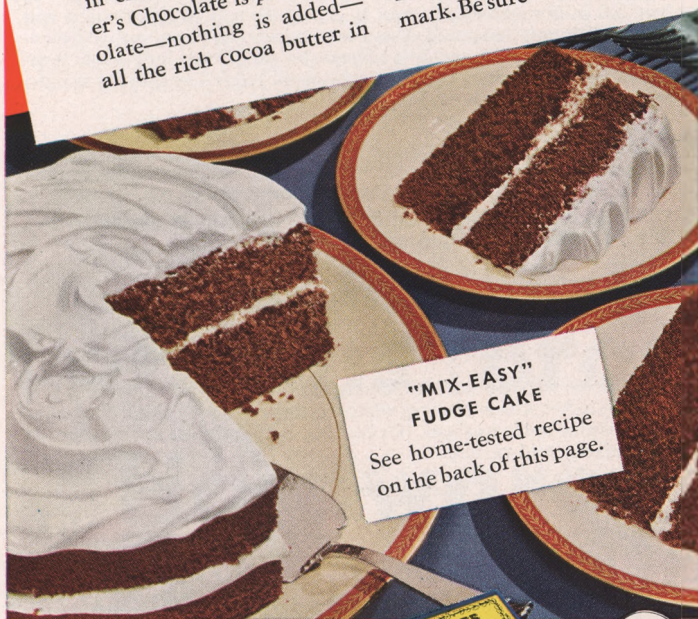 er's Chocolate is
olate—nothing is added—
all the rich cocoa butter in
mark. Be sure
"MIX-EASY"
FUDGE CAKE
See home-tested recipe
on the back of this page.